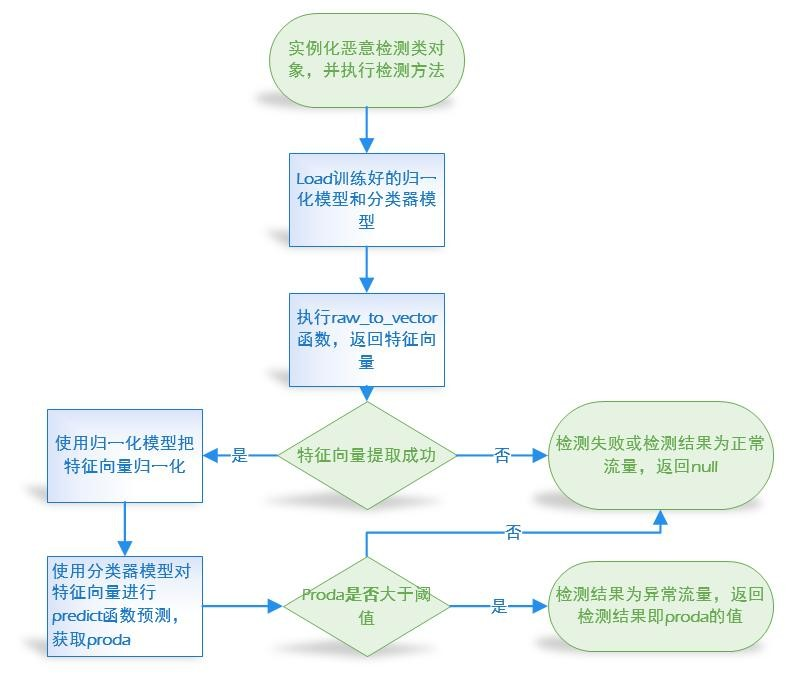 实例化恶意检测类对
象，并执行检测方法
Load训练好的归一
化模型和分类器模
型
执行raw_to_vector
函数，返回特征向
量
使用归一化模型把
特征向量归一化
是
特征向量提取成功
否
检测失败或检测结果为正常
流量，返回null
否
使用分类器模型对
特征向量进行
predict函数预测，
获取proda
Proda是否大于阈
值
是
检测结果为异常流量，返回
检测结果即proda的值